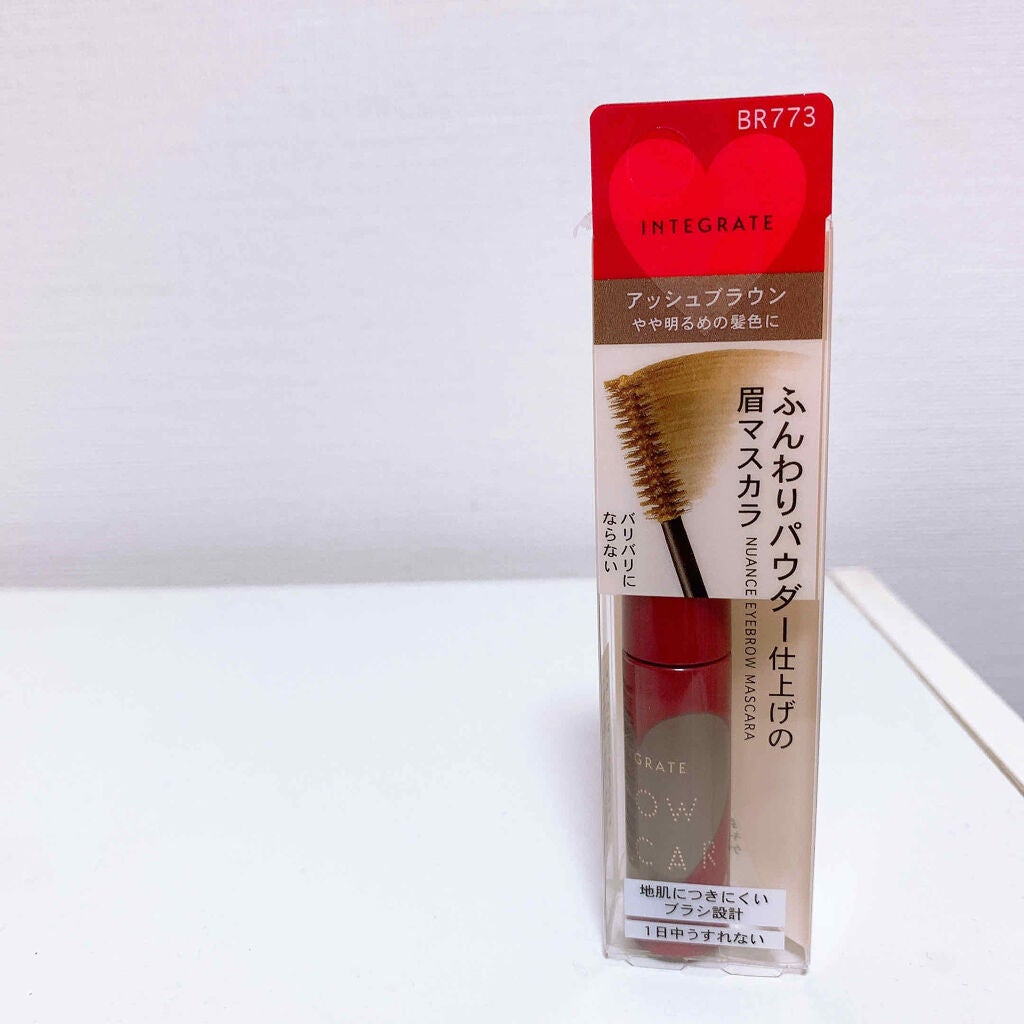 BR773
INTEGRATE
アッシュブラウン
やや明るめの髪色に
ふんわりパウダー仕上げの
眉マスカラ NUANCE EYEBROW MASCARA
バリバリに
ならない
GRATE
OW
CAR
地肌につきにくい
ブラシ設計
1日中うすれない